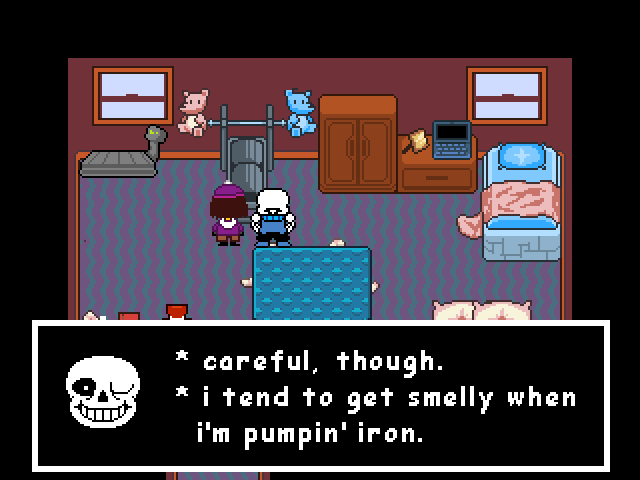 * careful, though.
* i tend to get smelly when
i'm pumpin' iron.